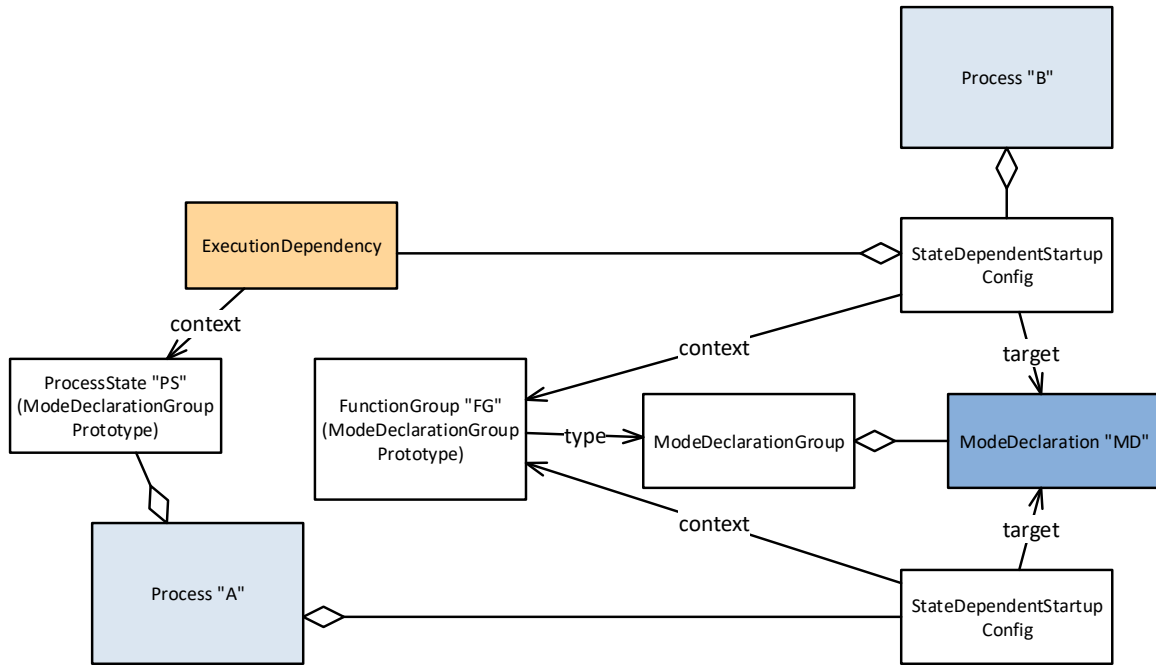 Process "B"
ExecutionDependency
StateDependentStartup
Config
context
context
target
ProcessState "PS"
(ModeDeclarationGroup
Prototype)
FunctionGroup "FG"
(ModeDeclarationGroup
Prototype)
type
ModeDeclarationGroup
ModeDeclaration "MD"
context
target
Process "A"
StateDependentStartup
Config